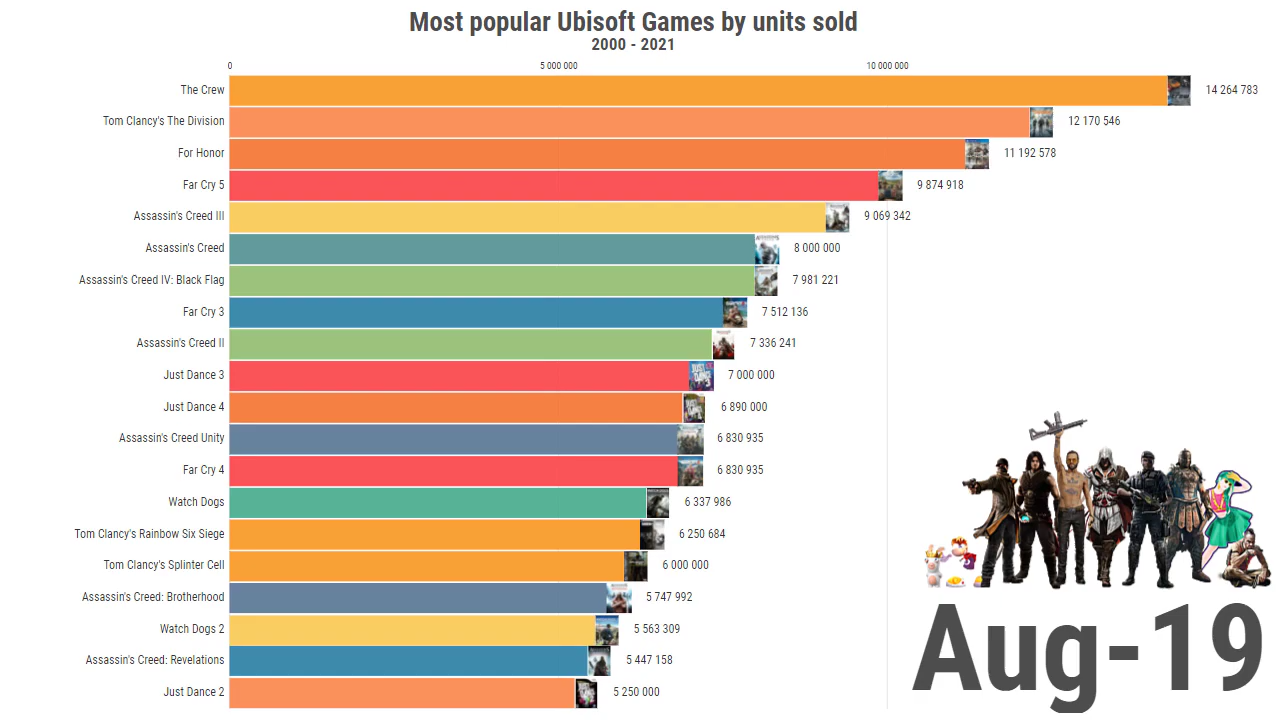 Most popular Ubisoft Games by units sold
2000 - 2021
0 5 000 000 10 000 000
The Crew 14 264 783
Tom Clancy's The Division 12 170 546
For Honor 11 192 578
Far Cry 5 9 874 918
Assassin's Creed III 9 069 342
Assassin's Creed 8 000 000
Assassin's Creed IV: Black Flag 7 981 221
Far Cry 3 7 512 136
Assassin's Creed II 7 336 241
Just Dance 3 7 000 000
Just Dance 4 6 890 000
Assassin's Creed Unity 6 830 935
Far Cry 4 6 830 935
Watch Dogs 6 337 986
Tom Clancy's Rainbow Six Siege 6 250 684
Tom Clancy's Splinter Cell 6 000 000
Assassin's Creed: Brotherhood 5 747 992
Watch Dogs 2 5 563 309
Assassin's Creed: Revelations 5 447 158
Just Dance 2 5 250 000
Aug-19